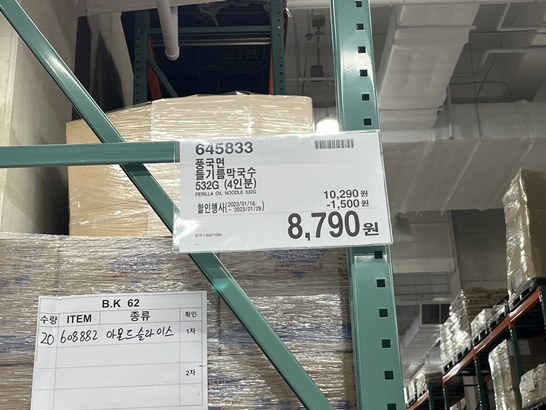 645833
풍국면
들기름막국수
532G (4인분)
PERILLA OIL NOODLE 532G
10,290 원
할인행사(2023/01/16 ~ 2023/01/29)
-1,500 원
8,790 원
B.K 62
수량 ITEM 종류 확인
20 608882 아몬드슬라이스 1차
2차